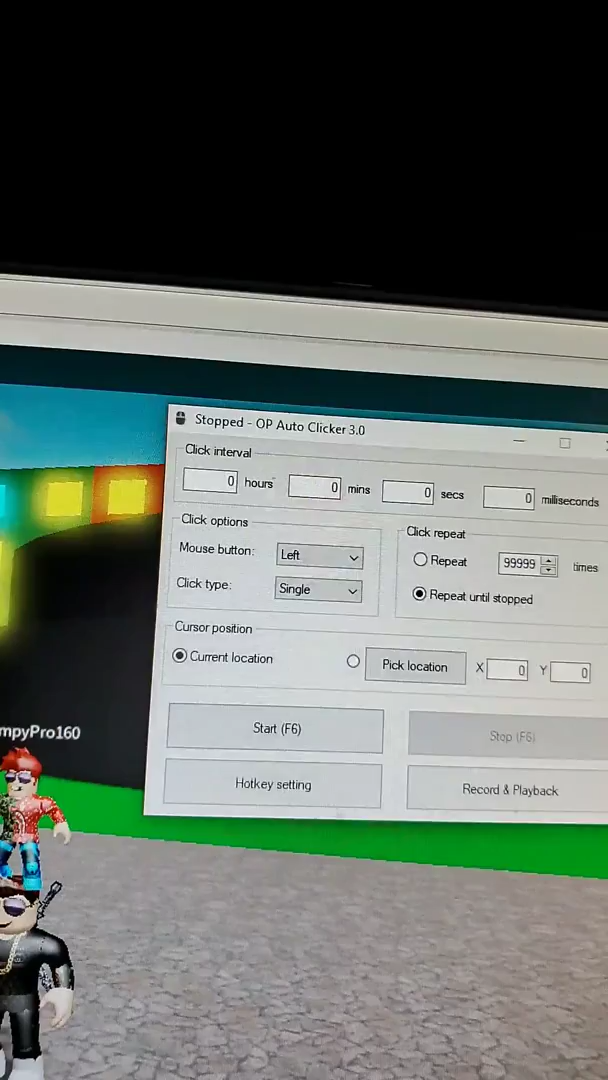 Stopped - OP Auto Clicker 3.0
Click interval
0 hours 0 mins 0 secs 0 milliseconds
Click options
Mouse button: Left
Click type: Single
Click repeat
Repeat 99999 times
Repeat until stopped
Cursor position
Current location Pick location X 0 Y 0
Start (F6) Stop (F6)
Hotkey setting Record & Playback
mpyPro160